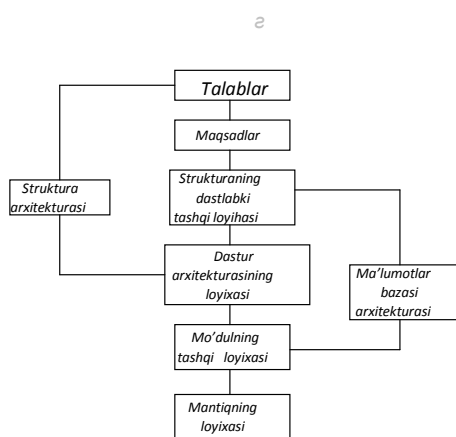 Talablar
Maqsadlar
Strukturaning
dastlabki
tashqi loyihasi
Struktura
arxitekturasi
Dastur
arxitekturasining
loyixasi
Ma'lumotlar
bazasi
arxitekturasi
Mo'dulning
tashqi loyixasi
Mantiqning
loyixasi